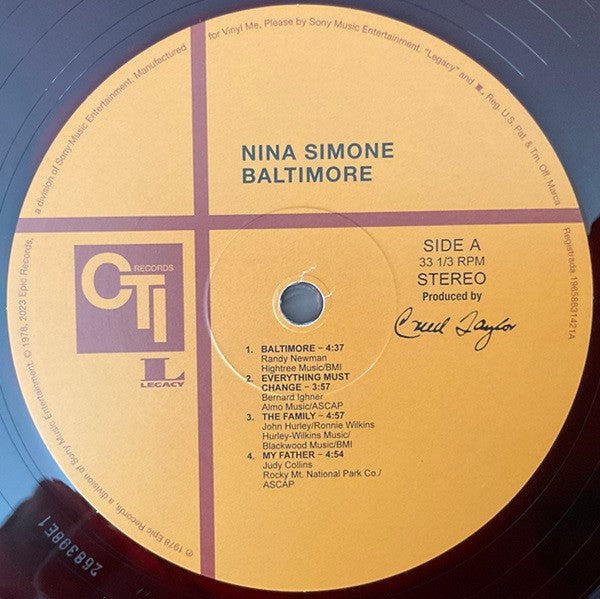 ℗ 1978 Epic Records, a division of Sony Music Entertainment. © 1978, 2023 Epic Records, a division of Sony Music Entertainment. Manufactured for Vinyl Me, Please by Sony Music Entertainment. "Legacy" and L Reg. U.S. Pat. & Tm. Off. Marca Registrada. 19658831421A
NINA SIMONE
BALTIMORE
RECORDS
CTI
L
LEGACY
SIDE A
33 1/3 RPM
STEREO
Produced by
Creed Taylor
1. BALTIMORE – 4:37
Randy Newman
Hightree Music/BMI
2. EVERYTHING MUST
CHANGE – 3:57
Bernard Ighner
Almo Music/ASCAP
3. THE FAMILY – 4:57
John Hurley/Ronnie Wilkins
Hurley-Wilkins Music/
Blackwood Music/BMI
4. MY FATHER – 4:54
Judy Collins
Rocky Mt. National Park Co./
ASCAP